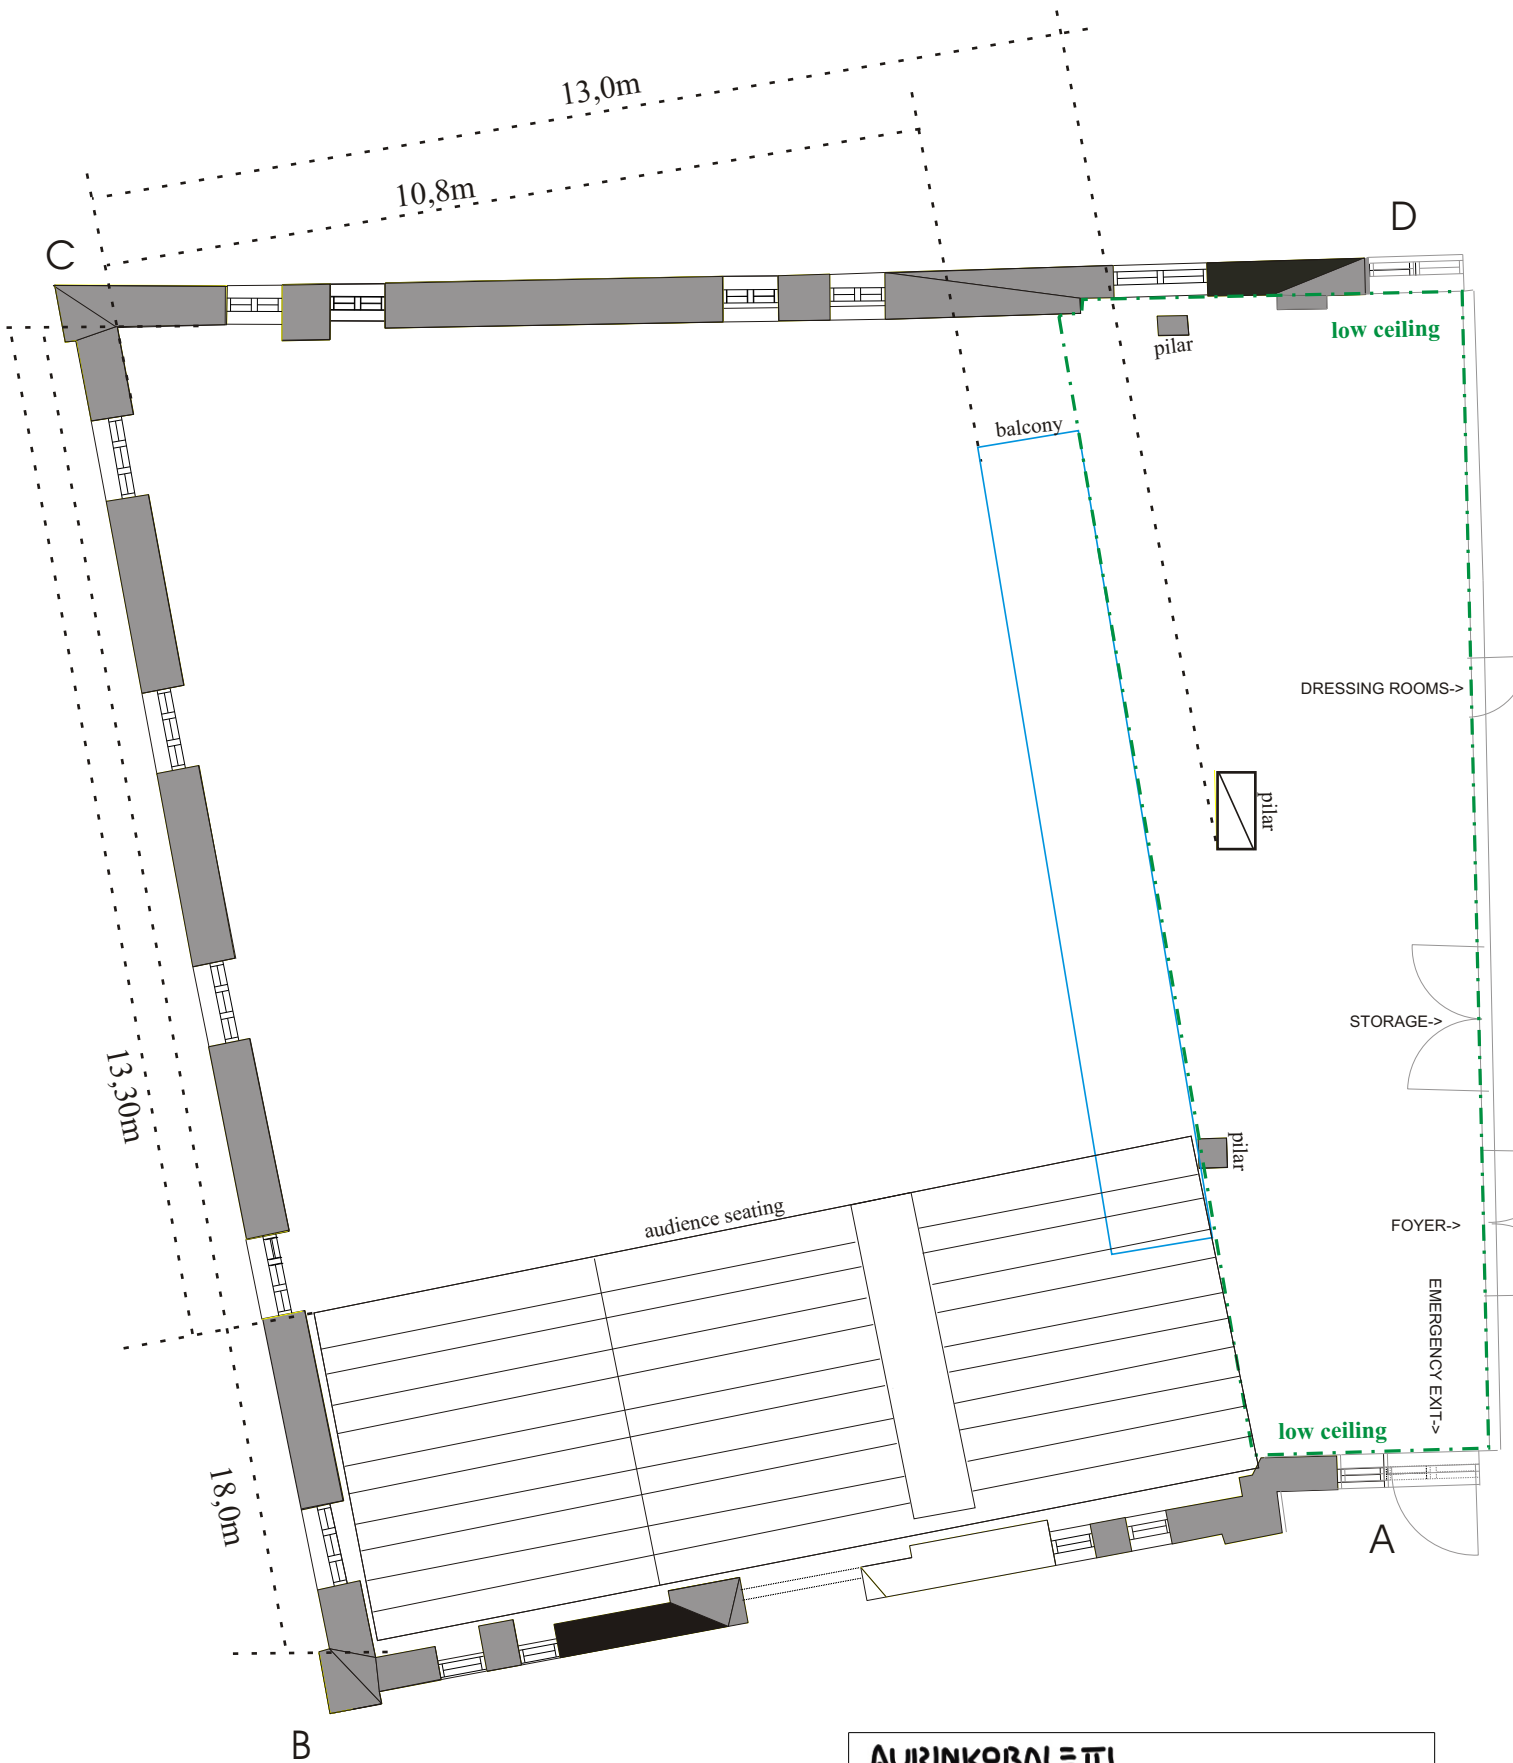 13,0m
10,8m
C
D
low ceiling
pilar
balcony
DRESSING ROOMS->
pilar
STORAGE->
13,30m
pilar
audience seating
FOYER->
EMERGENCY EXIT->
low ceiling
18,0m
A
B